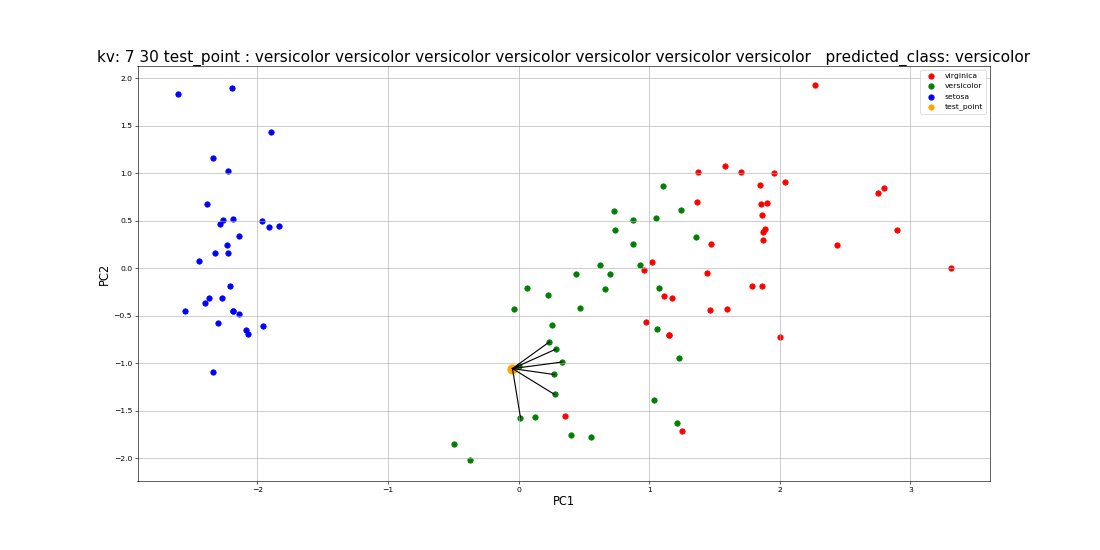 kv: 7 30 test_point : versicolor versicolor versicolor versicolor versicolor versicolor versicolor predicted_class: versicolor
virginica
versicolor
setosa
test_point
2.0
1.5
1.0
0.5
0.0
−0.5
−1.0
−1.5
−2.0
PC2
−2
−1
0
1
2
3
PC1